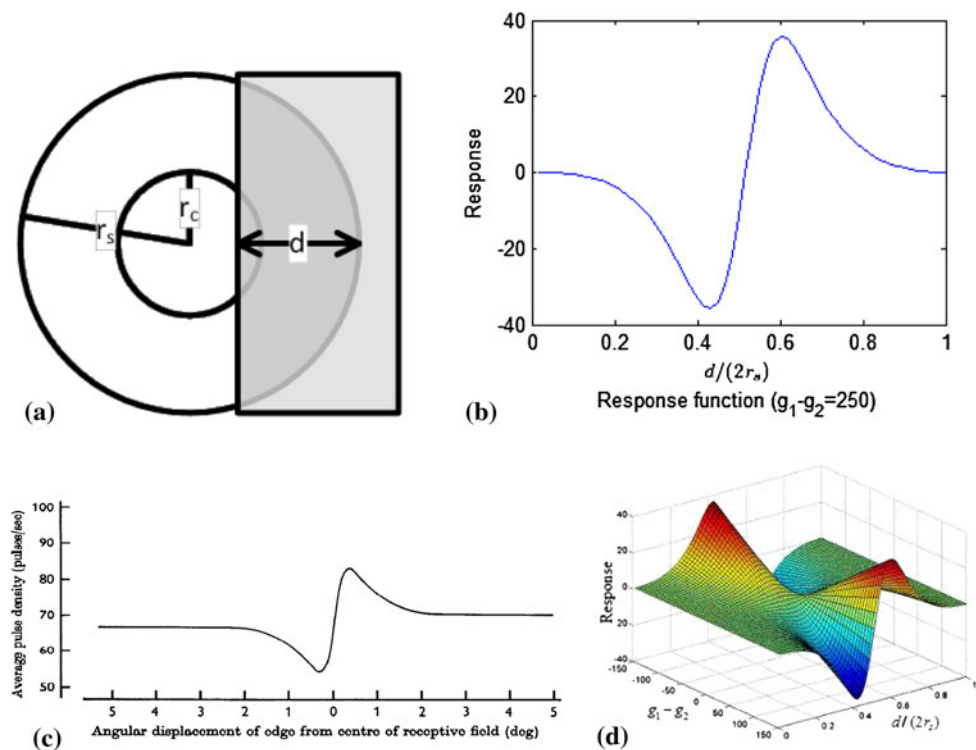 r_c
r_s
d
(a)
40
20
0
-20
-40
Response
0
0.2
0.4
0.6
0.8
1
d/(2r_s)
Response function (g_1-g_2=250)
(b)
100
90
80
70
60
50
Average pulse density (pulses/sec)
5 4 3 2 1 0 1 2 3 4 5
Angular displacement of edge from centre of receptive field (deg)
(c)
40
20
0
-20
-40
Response
-150
-100
-50
0
50
100
150
g_1-g_2
0
0.2
0.4
0.6
0.8
1
d/(2r_s)
(d)